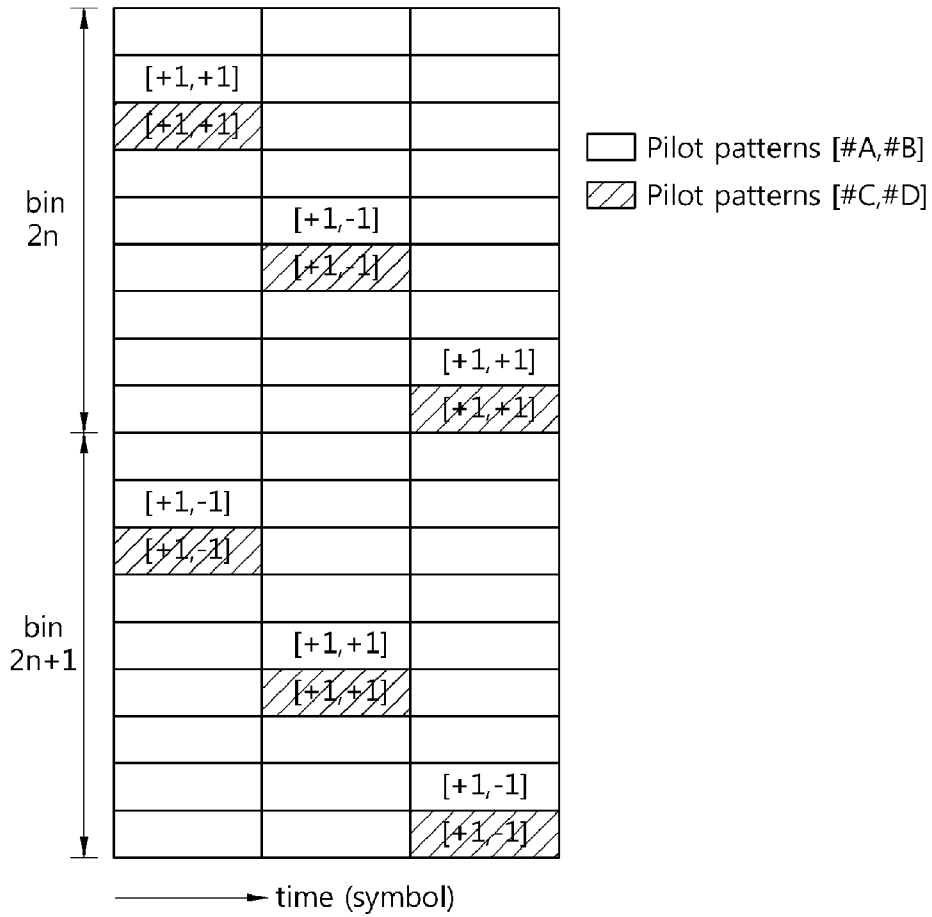 [+1,+1]
[+1,+1]
Pilot patterns [#A,#B]
Pilot patterns [#C,#D]
bin
2n
[+1,-1]
[+1,-1]
[+1,+1]
[+1,+1]
[+1,-1]
[+1,-1]
bin
2n+1
[+1,+1]
[+1,+1]
[+1,-1]
[+1,-1]
time (symbol)